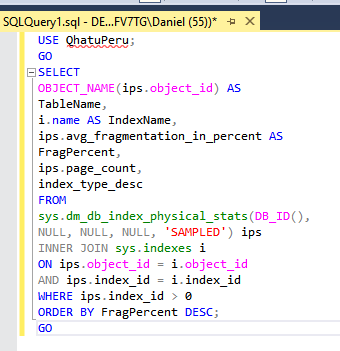 SQLQuery1.sql - DE...FV7TG\Daniel (55))*
USE QhatuPeru;
GO
SELECT
OBJECT_NAME(ips.object_id) AS
TableName,
i.name AS IndexName,
ips.avg_fragmentation_in_percent AS
FragPercent,
ips.page_count,
index_type_desc
FROM
sys.dm_db_index_physical_stats(DB_ID(),
NULL, NULL, NULL, 'SAMPLED') ips
INNER JOIN sys.indexes i
ON ips.object_id = i.object_id
AND ips.index_id = i.index_id
WHERE ips.index_id > 0
ORDER BY FragPercent DESC;
GO